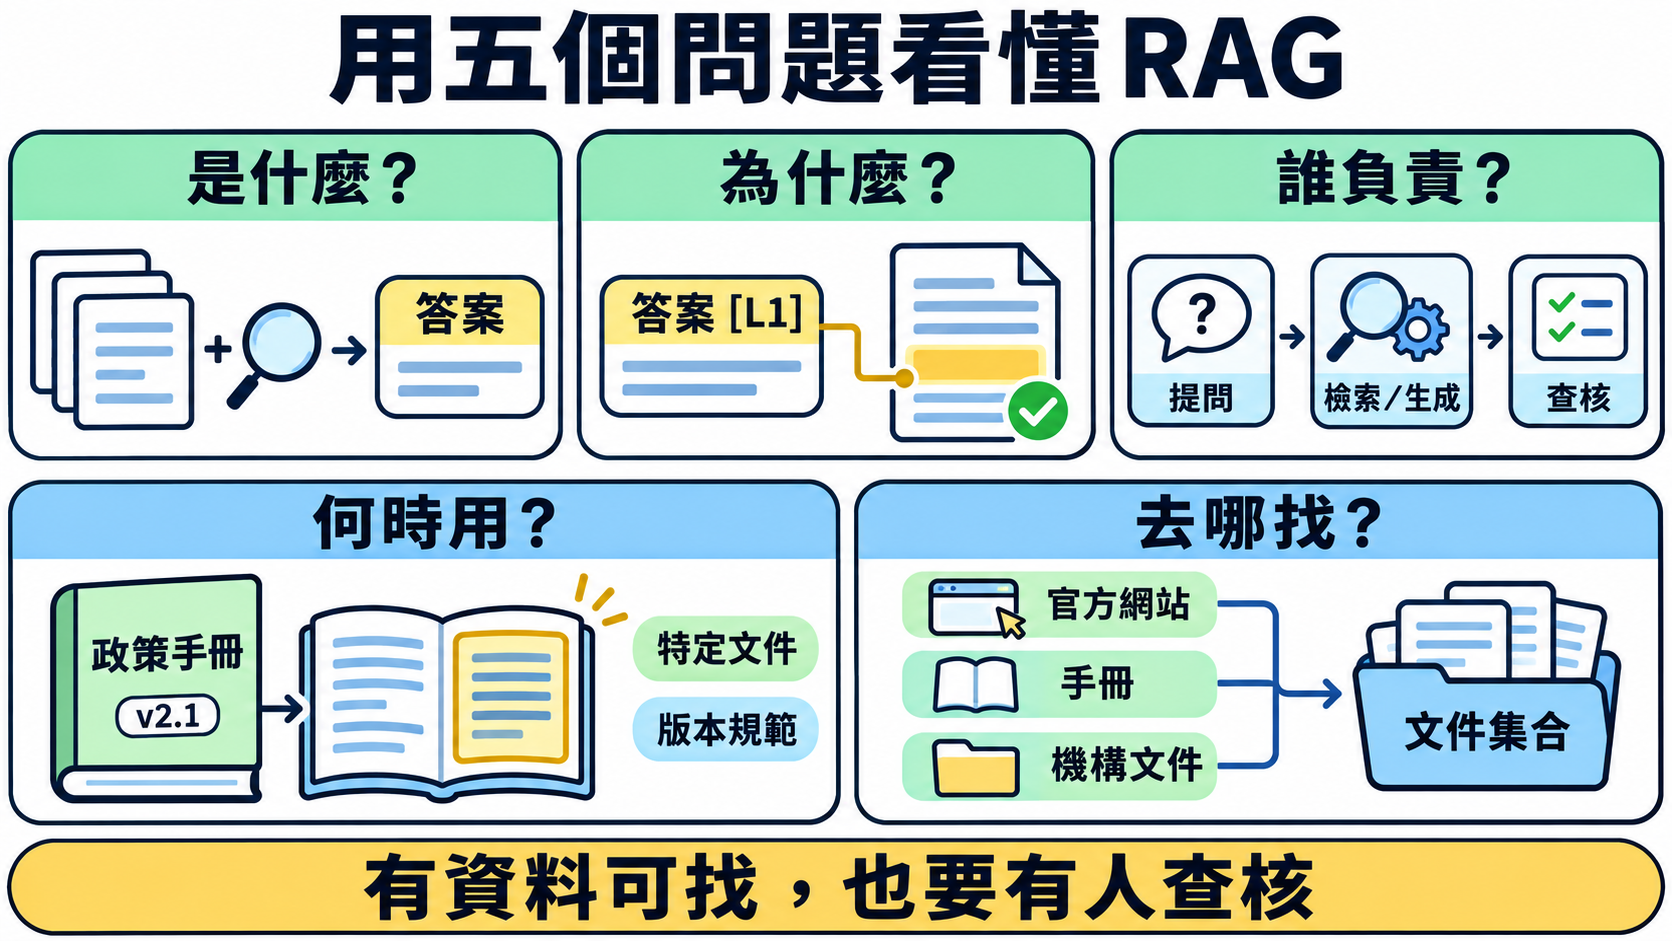 用五個問題看懂RAG
是什麼？
答案
為什麼？
答案 [L1]
誰負責？
?
提問
檢索／生成
查核
何時用？
政策手冊
v2.1
特定文件
版本規範
去哪找？
官方網站
手冊
機構文件
文件集合
有資料可找，也要有人查核